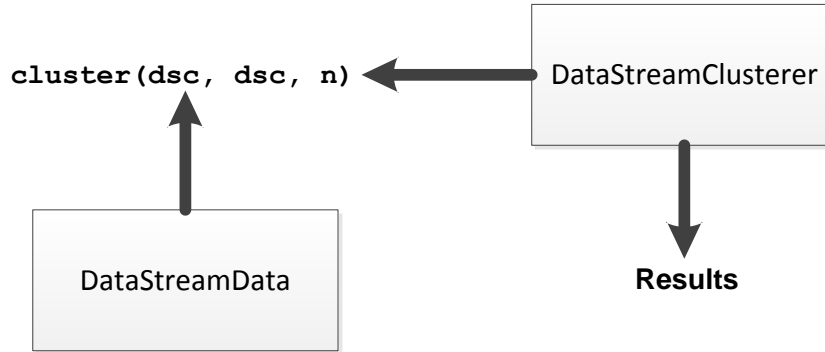 cluster(dsc, dsc, n)
DataStreamClusterer
DataStreamData
Results